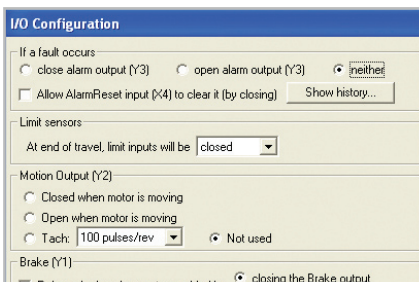 I/O Configuration
If a fault occurs
close alarm output (Y3) open alarm output (Y3) neither
Allow AlarmReset input (X4) to clear it (by closing) Show history...
Limit sensors
At end of travel, limit inputs will be closed
Motion Output (Y2)
Closed when motor is moving
Open when motor is moving
Tach: 100 pulses/rev Not used
Brake (Y1)
closing the Brake output